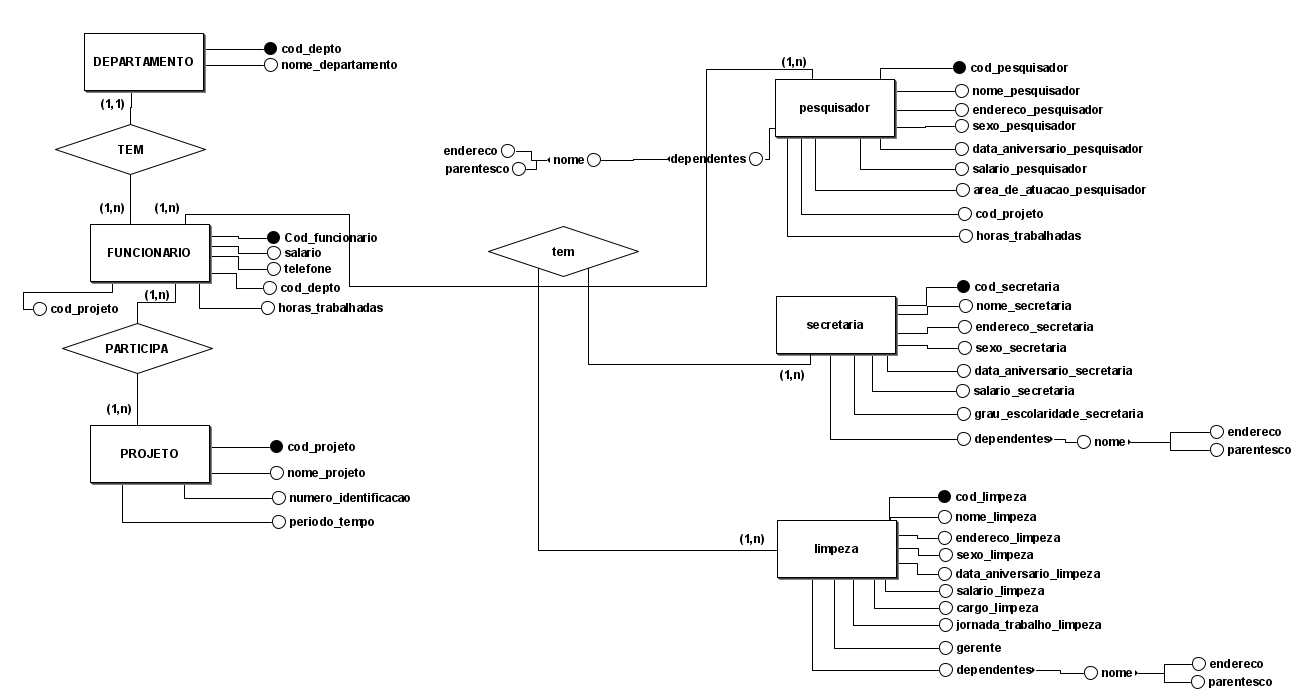 DEPARTAMENTO
cod_depto
nome_departamento
(1,1)
TEM
(1,n)
(1,n)
FUNCIONARIO
Cod_funcionario
salario
telefone
cod_depto
horas_trabalhadas
cod_projeto
(1,n)
PARTICIPA
(1,n)
PROJETO
cod_projeto
nome_projeto
numero_identificacao
periodo_tempo
(1,n)
pesquisador
cod_pesquisador
nome_pesquisador
endereco_pesquisador
sexo_pesquisador
data_aniversario_pesquisador
salario_pesquisador
area_de_atuacao_pesquisador
cod_projeto
horas_trabalhadas
dependentes
nome
endereco
parentesco
tem
secretaria
(1,n)
cod_secretaria
nome_secretaria
endereco_secretaria
sexo_secretaria
data_aniversario_secretaria
salario_secretaria
grau_escolaridade_secretaria
dependentes
nome
endereco
parentesco
(1,n)
limpeza
cod_limpeza
nome_limpeza
endereco_limpeza
sexo_limpeza
data_aniversario_limpeza
salario_limpeza
cargo_limpeza
jornada_trabalho_limpeza
gerente
dependentes
nome
endereco
parentesco